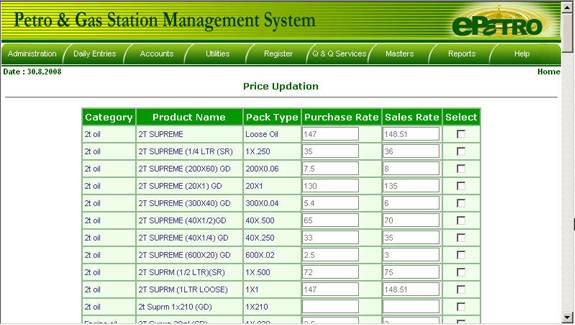 Petro & Gas Station Management System
ePETRO
Administration Daily Entries Accounts Utilities Register Q & Q Services Masters Reports Help
Date : 30.8.2008 Home
Price Updation
Category Product Name Pack Type Purchase Rate Sales Rate Select
2t oil 2T SUPREME Loose Oil 147 148.51
2t oil 2T SUPREME (1/4 LTR (SR) 1X.250 35 36
2t oil 2T SUPREME (200X60) GD 200X0.06 7.5 8
2t oil 2T SUPREME (20X1) GD 20X1 130 135
2t oil 2T SUPREME (300X40) GD 300X0.04 5.4 6
2t oil 2T SUPREME (40X1/2)GD 40X.500 65 70
2t oil 2T SUPREME (40X1/4) GD 40X.250 33 35
2t oil 2T SUPREME (600X20) GD 600X.02 2.5 3
2t oil 2T SUPRM (1/2 LTR)(SR) 1X.500 72 75
2t oil 2T SUPRM (1LTR LOOSE) 1X1 147 148.51
2t oil 2t Suprm 1x210 (GD) 1X210